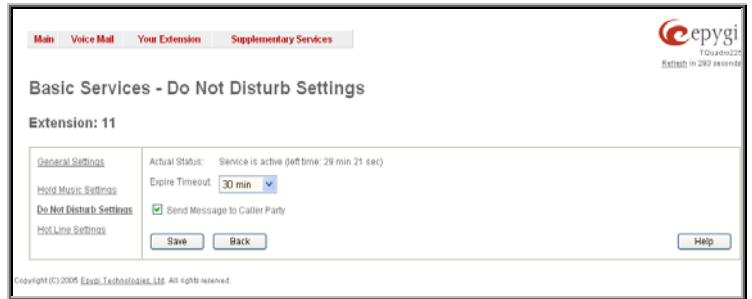 Main Voice Mail Your Extension Supplementary Services
epygi
TQuadro225
Refresh in 293 seconds
Basic Services - Do Not Disturb Settings
Extension: 11
General Settings
Hold Music Settings
Do Not Disturb Settings
Hot Line Settings
Actual Status: Service is active (left time: 29 min 21 sec)
Expire Timeout: 30 min
Send Message to Caller Party
Save Back Help
Copyright (C) 2005 Epygi Technologies, Ltd. All rights reserved.